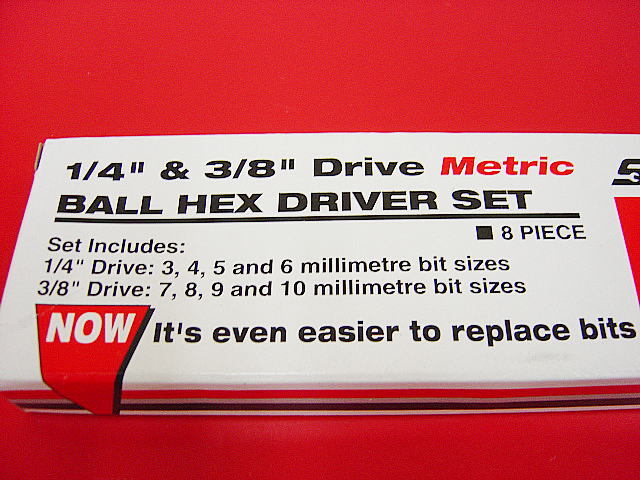 1/4" & 3/8" Drive Metric
BALL HEX DRIVER SET
■ 8 PIECE
Set Includes:
1/4" Drive: 3, 4, 5 and 6 millimetre bit sizes
3/8" Drive: 7, 8, 9 and 10 millimetre bit sizes
NOW It's even easier to replace bits